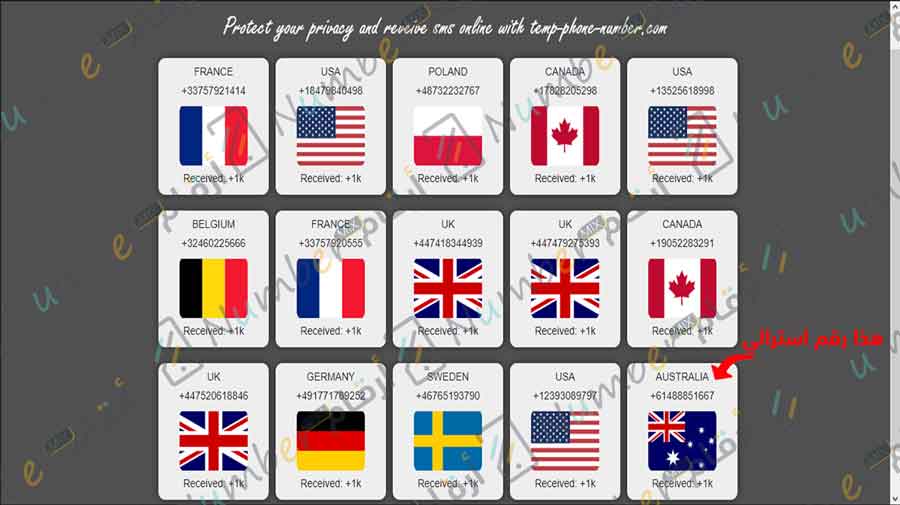 Protect your privacy and reveive sms online with temp-phone-number.com
FRANCE
+33757921414
Received: +1k
USA
+18479840498
Received: +1k
POLAND
+48732232767
Received: +1k
CANADA
+17828205298
Received: +1k
USA
+13525618998
Received: +1k
BELGIUM
+32460225666
Received: +1k
FRANCE
+33757920555
Received: +1k
UK
+447418344939
Received: +1k
UK
+447479275393
Received: +1k
CANADA
+19052283291
Received: +1k
هذا رقم استرالي
UK
+447520618846
Received: +1k
GERMANY
+491771789252
Received: +1k
SWEDEN
+46765193790
Received: +1k
USA
+12393089797
Received: +1k
AUSTRALIA
+61488851667
Received: +1k